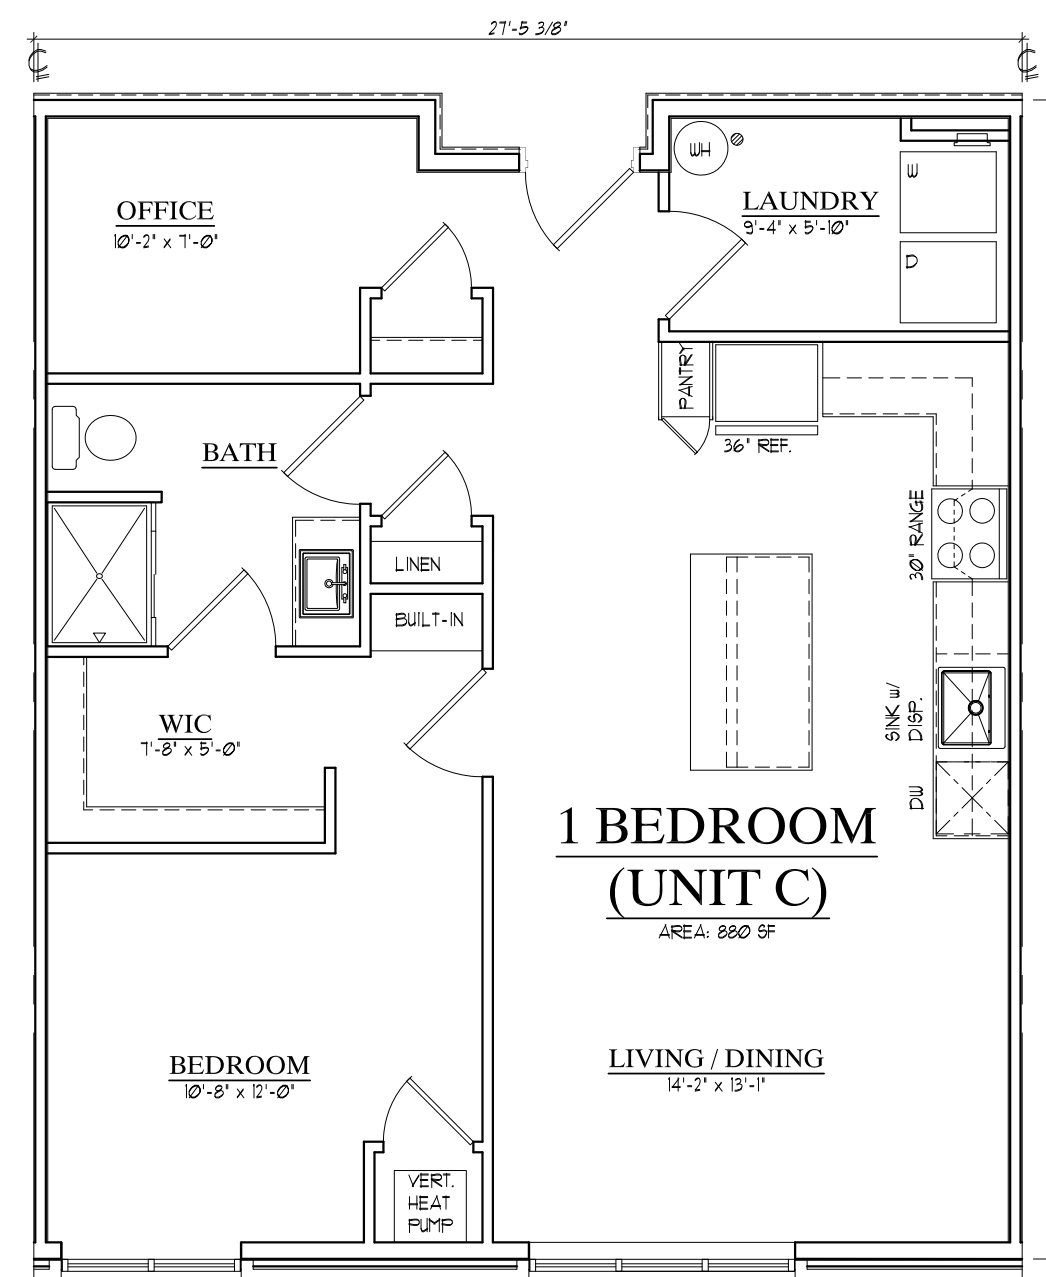 27'-5 3/8"
CL
CL
WH
W
OFFICE
10'-2" x 7'-0"
LAUNDRY
9'-4" x 5'-10"
D
PANTRY
36" REF.
BATH
30" RANGE
LINEN
BUILT-IN
SINK w/
DISP.
WIC
7'-8" x 5'-0"
DW
1 BEDROOM
(UNIT C)
AREA: 880 SF
BEDROOM
10'-8" x 12'-0"
LIVING / DINING
14'-2" x 13'-1"
VERT.
HEAT
PUMP